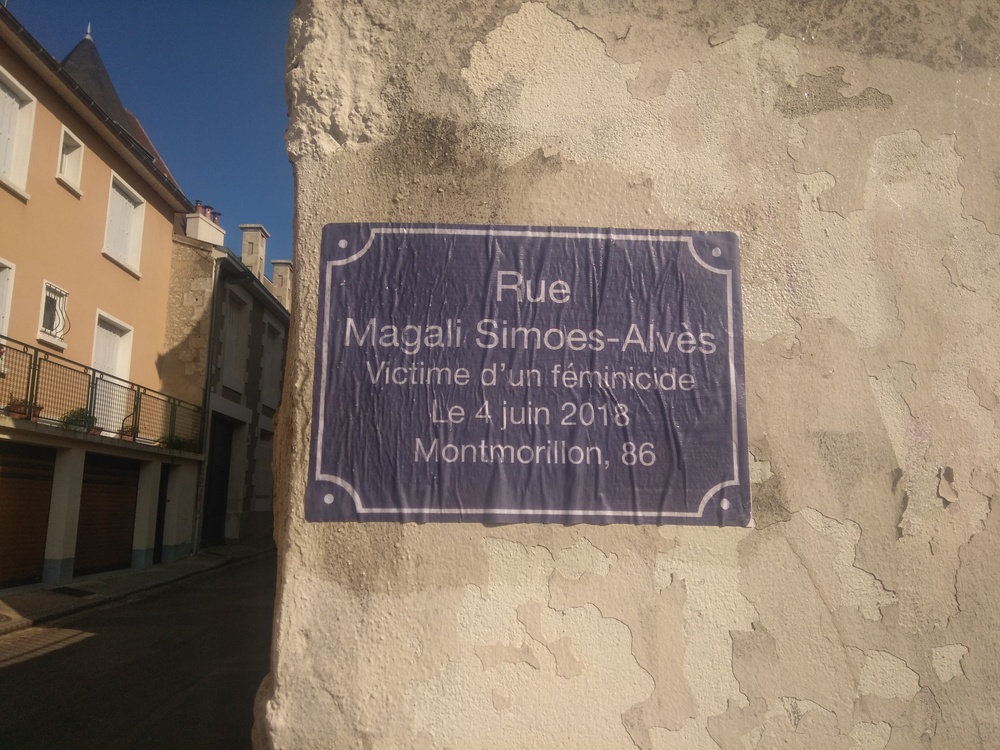 Rue
Magali Simoes-Alvès
Victime d'un féminicide
Le 4 juin 2018
Montmorillon, 86